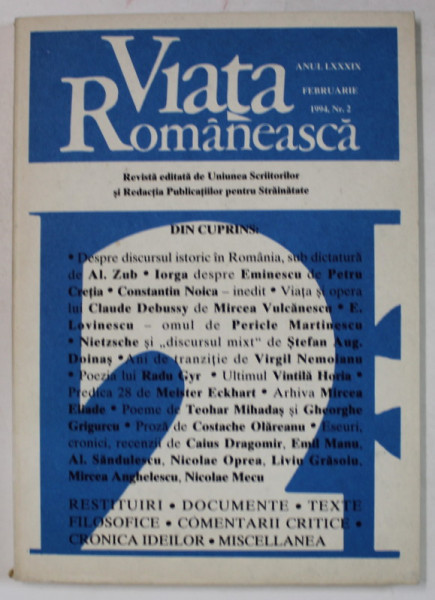 Viața
Românească
ANUL LXXXIX
FEBRUARIE
1994, Nr. 2
Revistă editată de Uniunea Scriitorilor
și Redacția Publicațiilor pentru Străinătate
DIN CUPRINS:
• Despre discursul istoric în România, sub dictatură
de Al. Zub • Iorga despre Eminescu de Petru
Creția • Constantin Noica – inedit • Viața și opera
lui Claude Debussy de Mircea Vulcănescu • E.
Lovinescu – omul de Pericle Martinescu
• Nietzsche și „discursul mixt” de Ștefan Aug.
Doinaș • Ani de tranziție de Virgil Nemoianu
• Poezia lui Radu Gyr • Ultimul Vintilă Horia •
Predica 28 de Meister Eckhart • Arhiva Mircea
Eliade • Poeme de Teohar Mihadaș și Gheorghe
Grigurcu • Proză de Costache Olăreanu • Eseuri,
cronici, recenzii de Caius Dragomir, Emil Manu,
Al. Săndulescu, Nicolae Oprea, Liviu Grăsoiu,
Mircea Anghelescu, Nicolae Mecu
RESTITUIRI • DOCUMENTE • TEXTE
FILOSOFICE • COMENTARII CRITICE •
CRONICA IDEILOR • MISCELLANEA
2